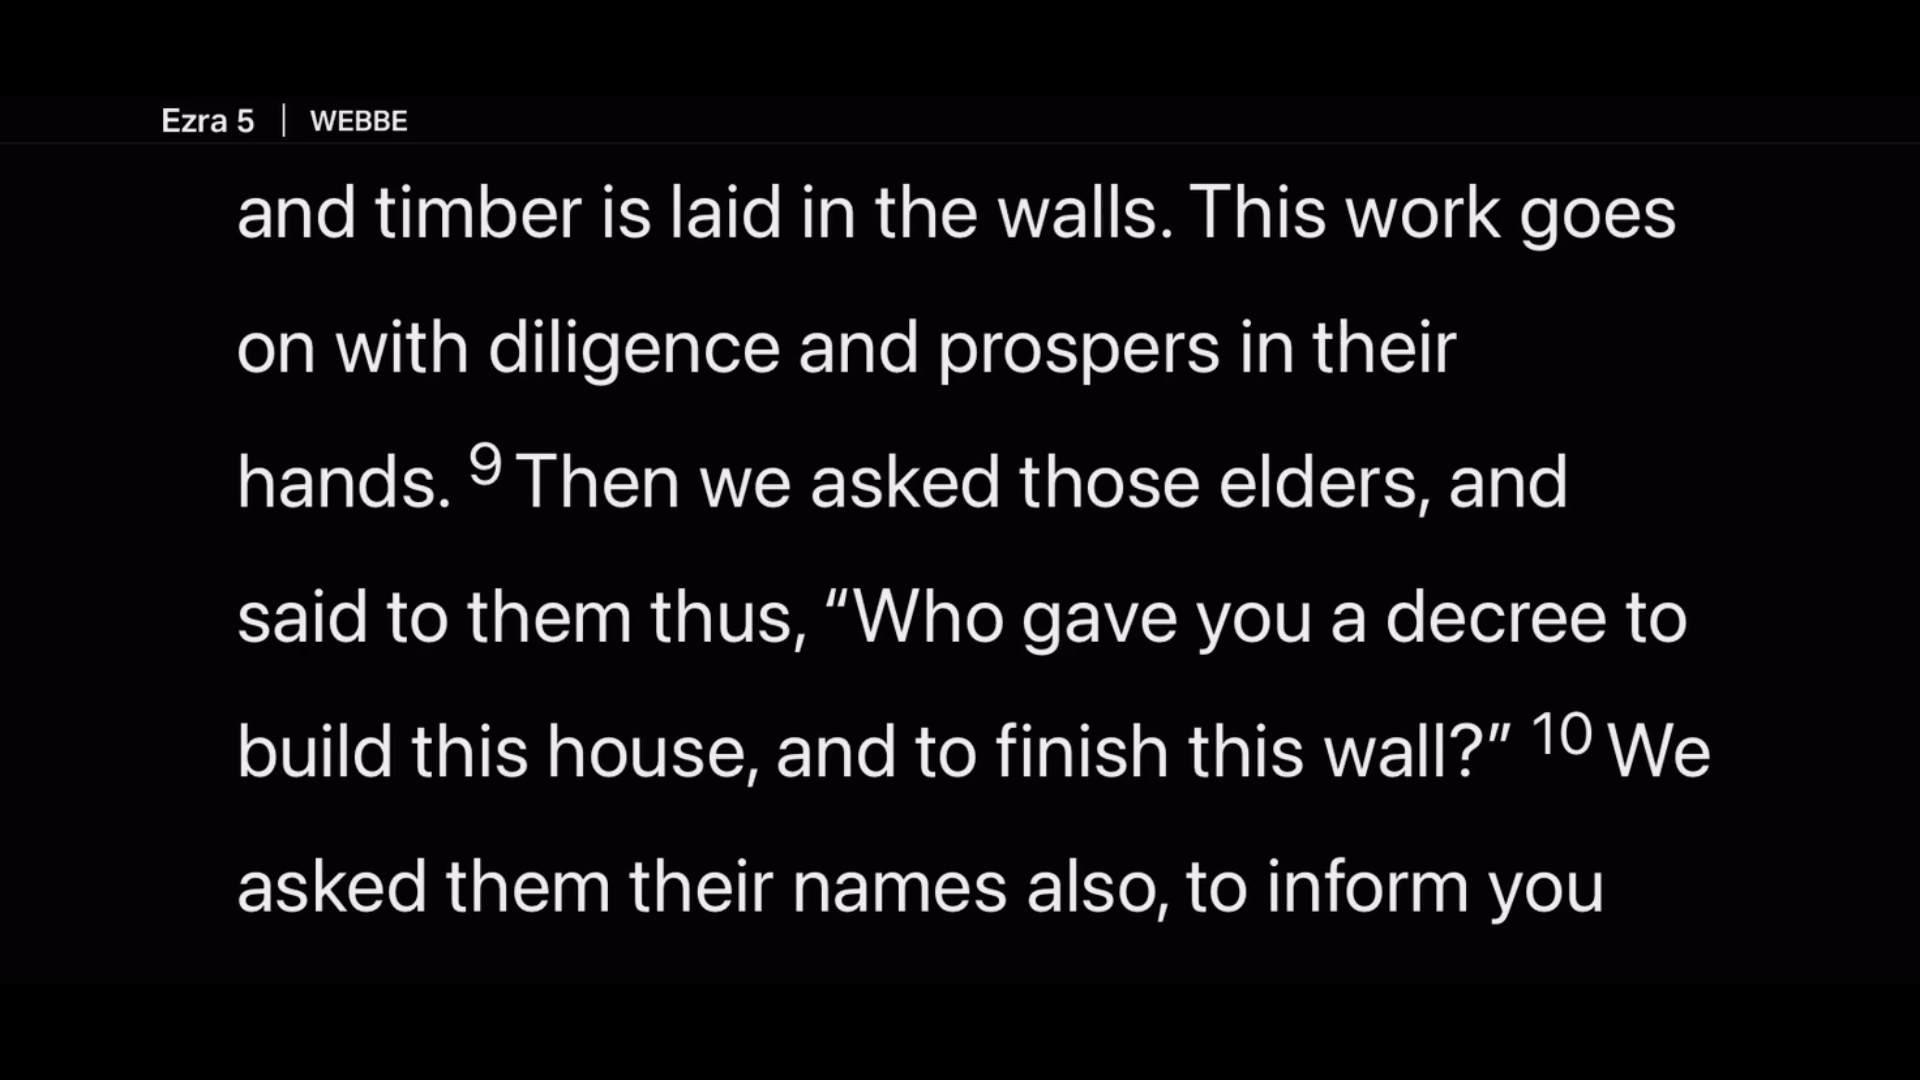 Ezra 5 | WEBBE
and timber is laid in the walls. This work goes
on with diligence and prospers in their
hands. 9 Then we asked those elders, and
said to them thus, “Who gave you a decree to
build this house, and to finish this wall?” 10 We
asked them their names also, to inform you